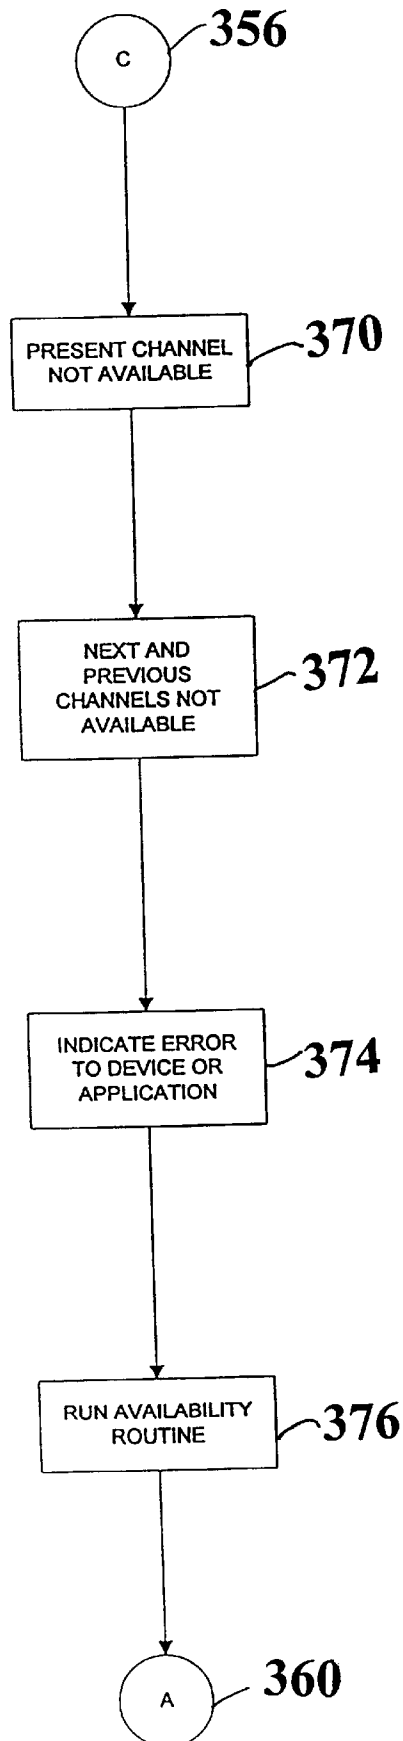 C
356
PRESENT CHANNEL
NOT AVAILABLE
370
NEXT AND
PREVIOUS
CHANNELS NOT
AVAILABLE
372
INDICATE ERROR
TO DEVICE OR
APPLICATION
374
RUN AVAILABILITY
ROUTINE
376
A
360